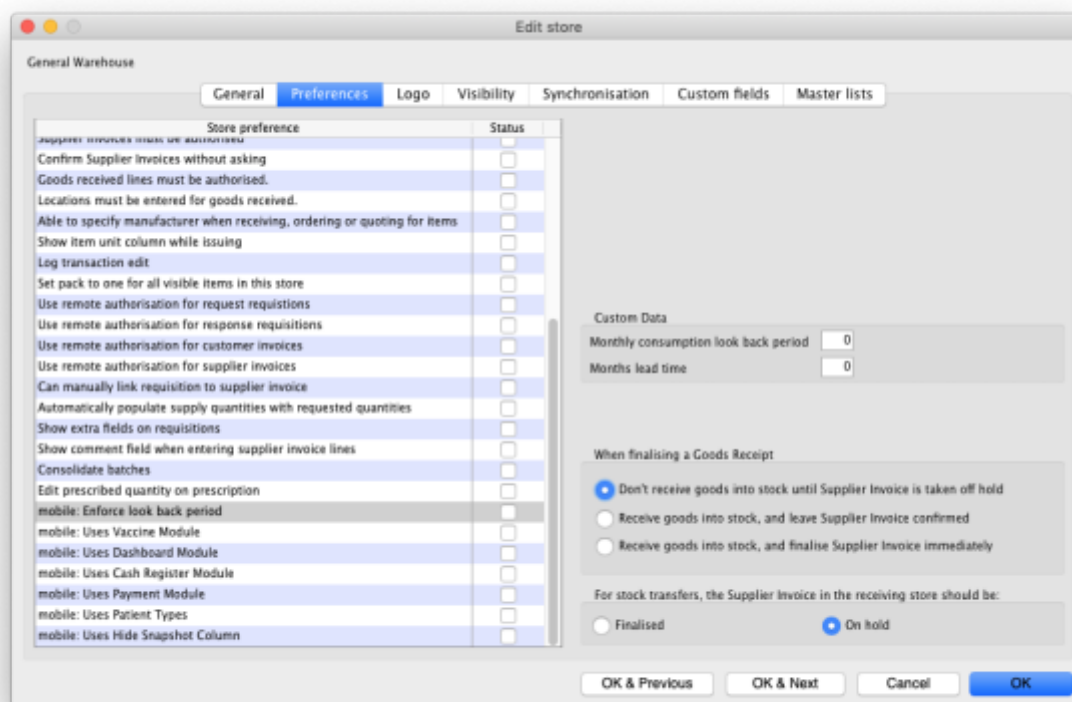 Edit store
General Warehouse
General Preferences Logo Visibility Synchronisation Custom fields Master lists
Store preference Status
Supplier invoices must be authorised
Confirm Supplier Invoices without asking
Goods received lines must be authorised.
Locations must be entered for goods received.
Able to specify manufacturer when receiving, ordering or quoting for items
Show item unit column while issuing
Log transaction edit
Set pack to one for all visible items in this store
Use remote authorisation for request requistions
Use remote authorisation for response requisitions
Use remote authorisation for customer invoices
Use remote authorisation for supplier invoices
Can manually link requisition to supplier invoice
Automatically populate supply quantities with requested quantities
Show extra fields on requisitions
Show comment field when entering supplier invoice lines
Consolidate batches
Edit prescribed quantity on prescription
mobile: Enforce look back period
mobile: Uses Vaccine Module
mobile: Uses Dashboard Module
mobile: Uses Cash Register Module
mobile: Uses Payment Module
mobile: Uses Patient Types
mobile: Uses Hide Snapshot Column
Custom Data
Monthly consumption look back period 0
Months lead time 0
When finalising a Goods Receipt
Don't receive goods into stock until Supplier Invoice is taken off hold
Receive goods into stock, and leave Supplier Invoice confirmed
Receive goods into stock, and finalise Supplier Invoice immediately
For stock transfers, the Supplier Invoice in the receiving store should be:
Finalised On hold
OK & Previous OK & Next Cancel OK